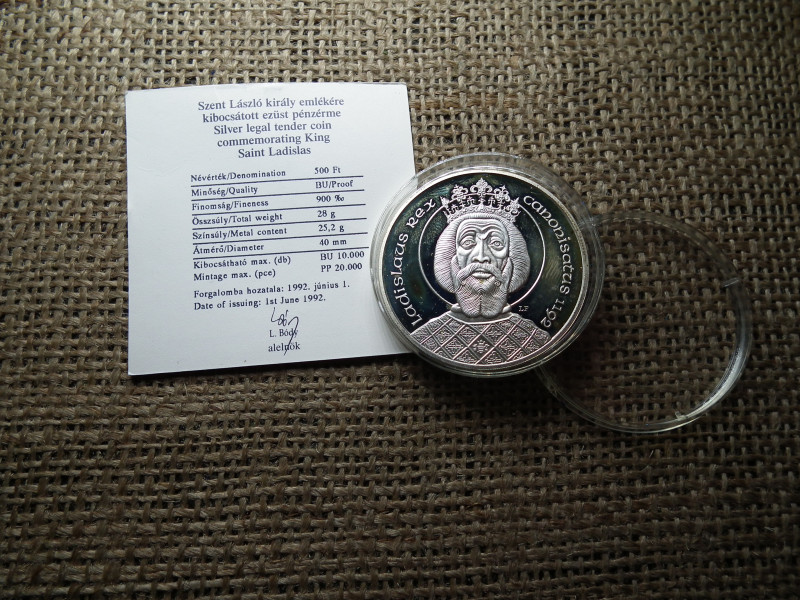 Szent László király emlékére
kibocsátott ezüst pénzérme
Silver legal tender coin
commemorating King
Saint Ladislas
Névérték/Denomination 500 Ft
Minőség/Quality BU/Proof
Finomság/Fineness 900 ‰
Összsúly/Total weight 28 g
Színsúly/Metal content 25,2 g
Átmérő/Diameter 40 mm
Kibocsátható max. (db) BU 10.000
Mintage max. (pce) PP 20.000
Forgalomba hozatala: 1992. június 1.
Date of issuing: 1st June 1992.
L. Bódy
alelnök
Ladislaus Rex canonisatus 1192
LF